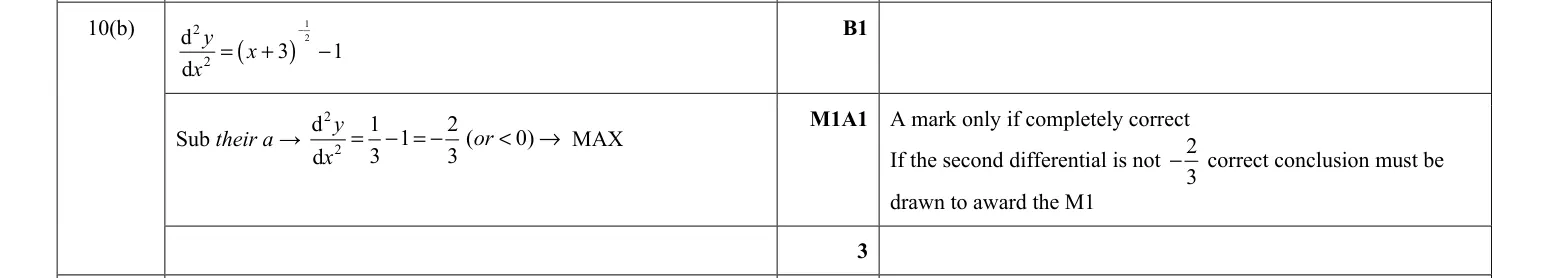 10(b) d²y/dx² = (x + 3)^(-1/2) − 1 B1
Sub their a → d²y/dx² = 1/3 − 1 = − 2/3 (or < 0) → MAX M1A1 A mark only if completely correct
If the second differential is not − 2/3 correct conclusion must be
drawn to award the M1
3